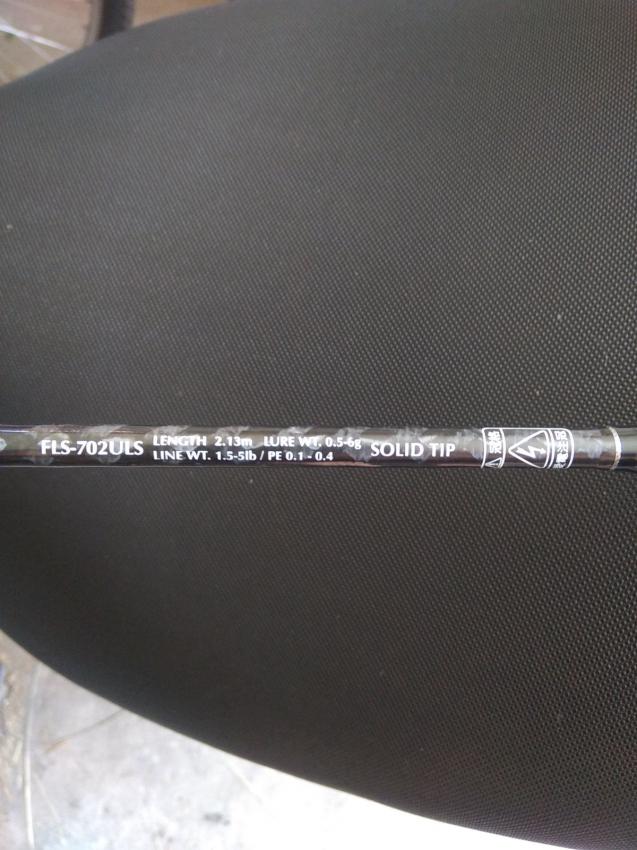 FLS-702ULS
LENGTH 2.13m LURE WT. 0.5-6g
LINE WT. 1.5-5lb / PE 0.1 - 0.4
SOLID TIP